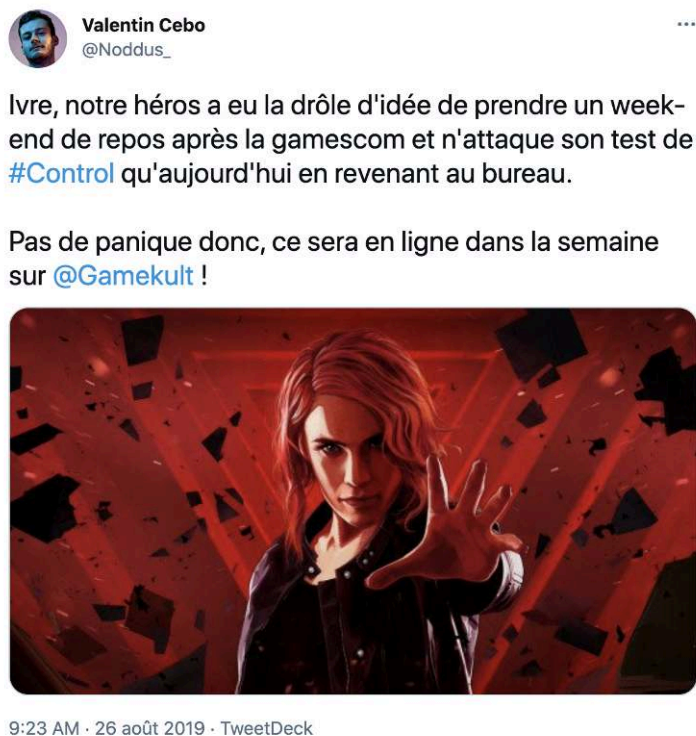 Valentin Cebo
@Noddus_
Ivre, notre héros a eu la drôle d'idée de prendre un week-
end de repos après la gamescom et n'attaque son test de
#Control qu'aujourd'hui en revenant au bureau.
Pas de panique donc, ce sera en ligne dans la semaine
sur @Gamekult !
9:23 AM · 26 août 2019 · TweetDeck